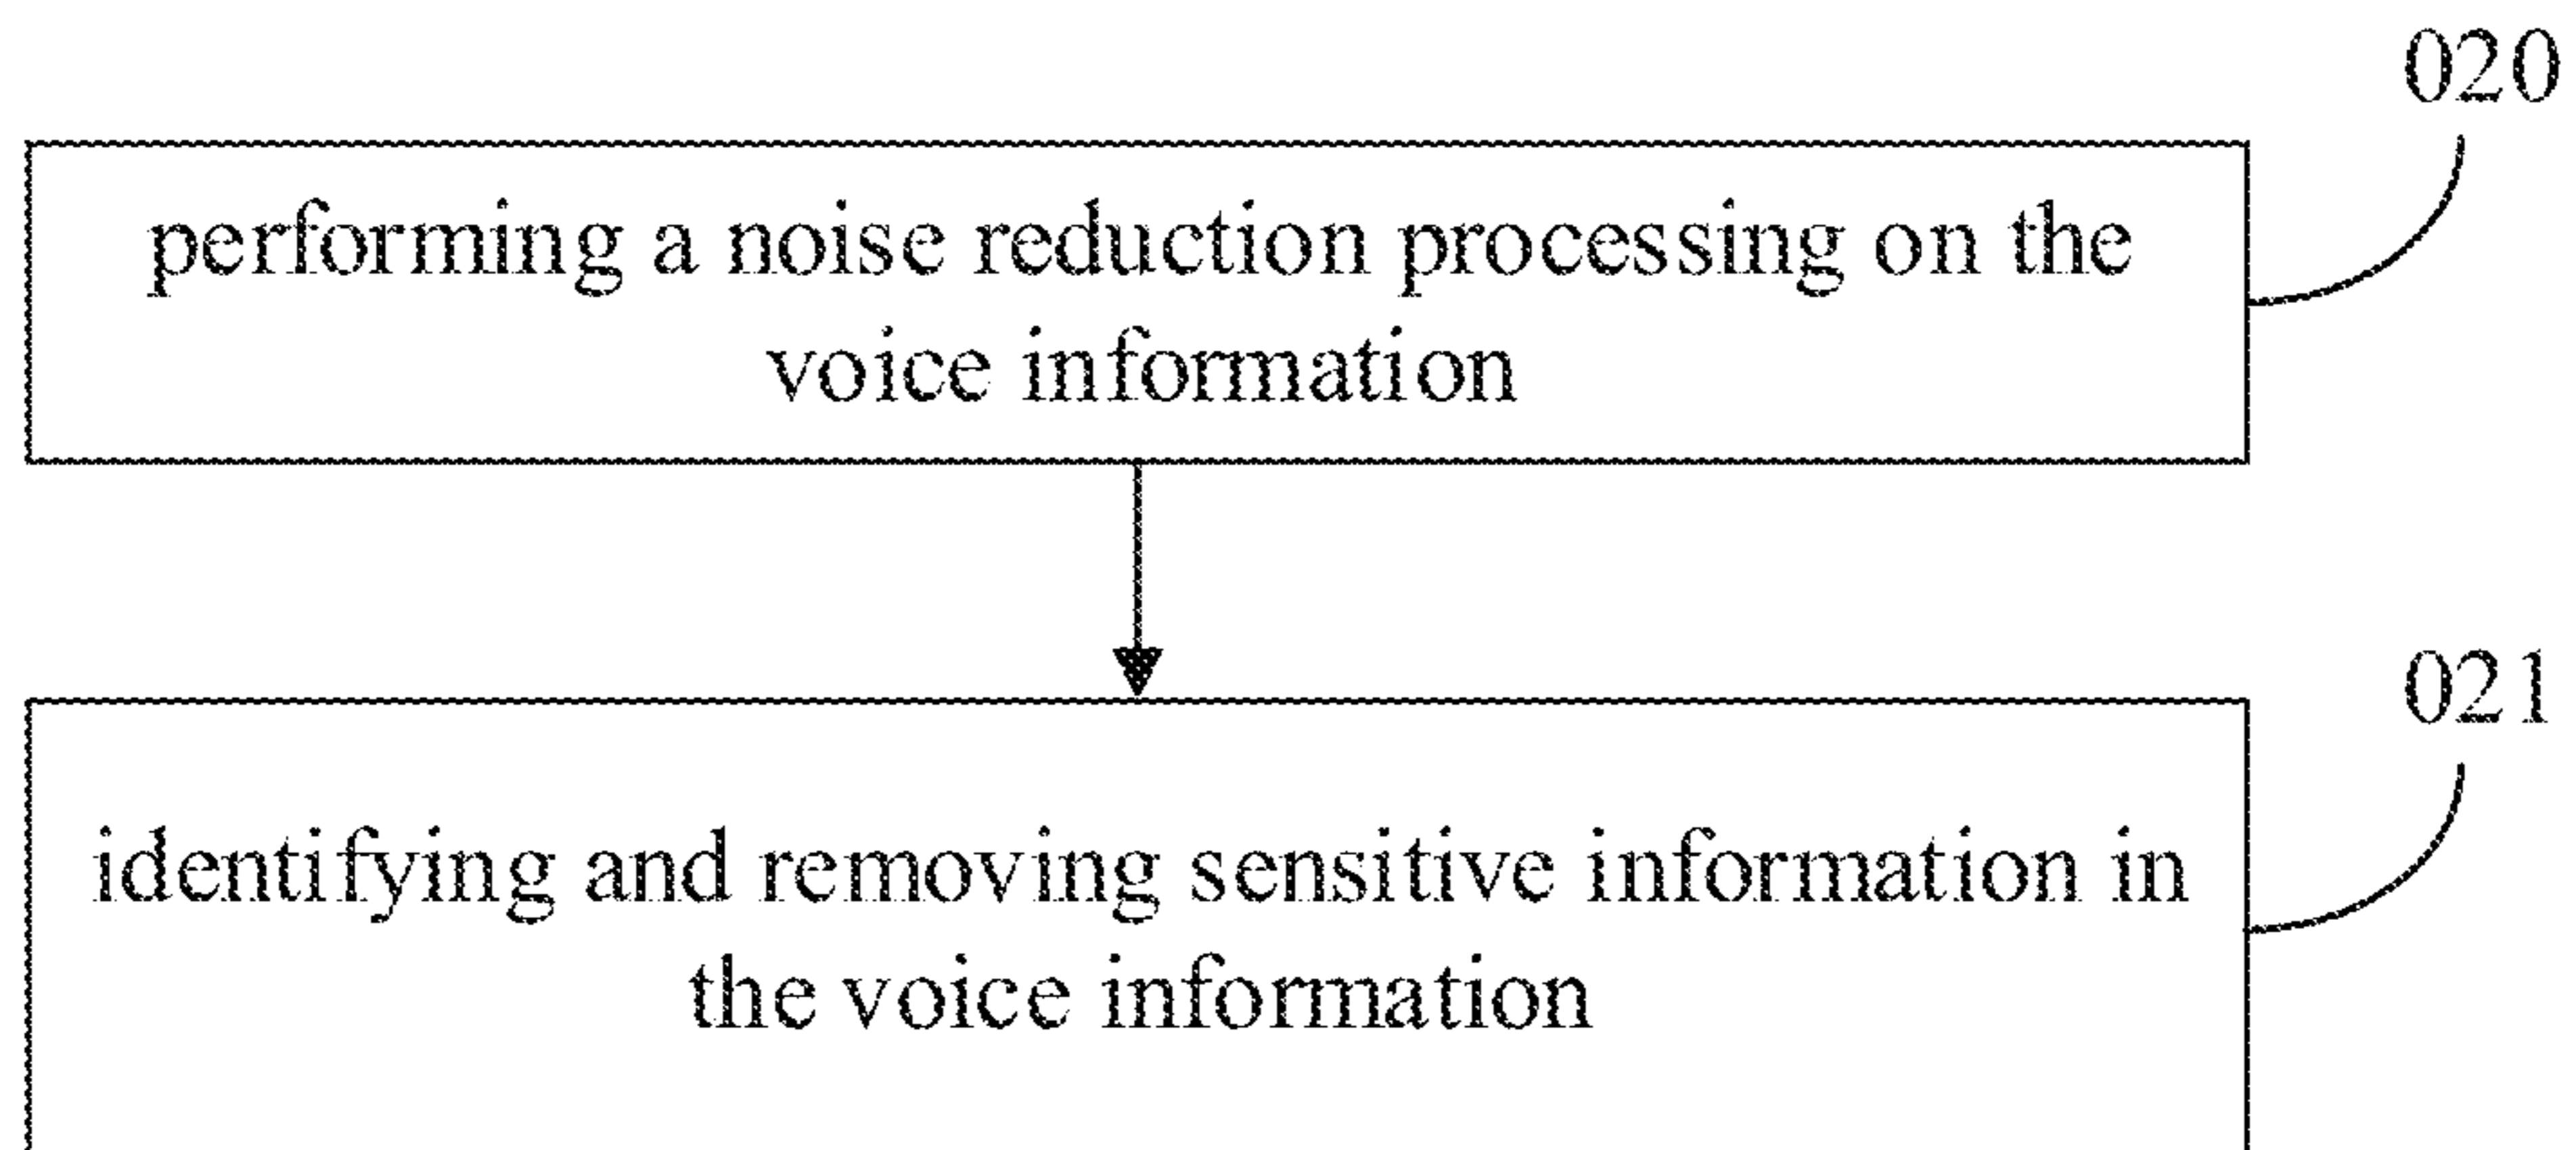 020
performing a noise reduction processing on the
voice information
021
identifying and removing sensitive information in
the voice information